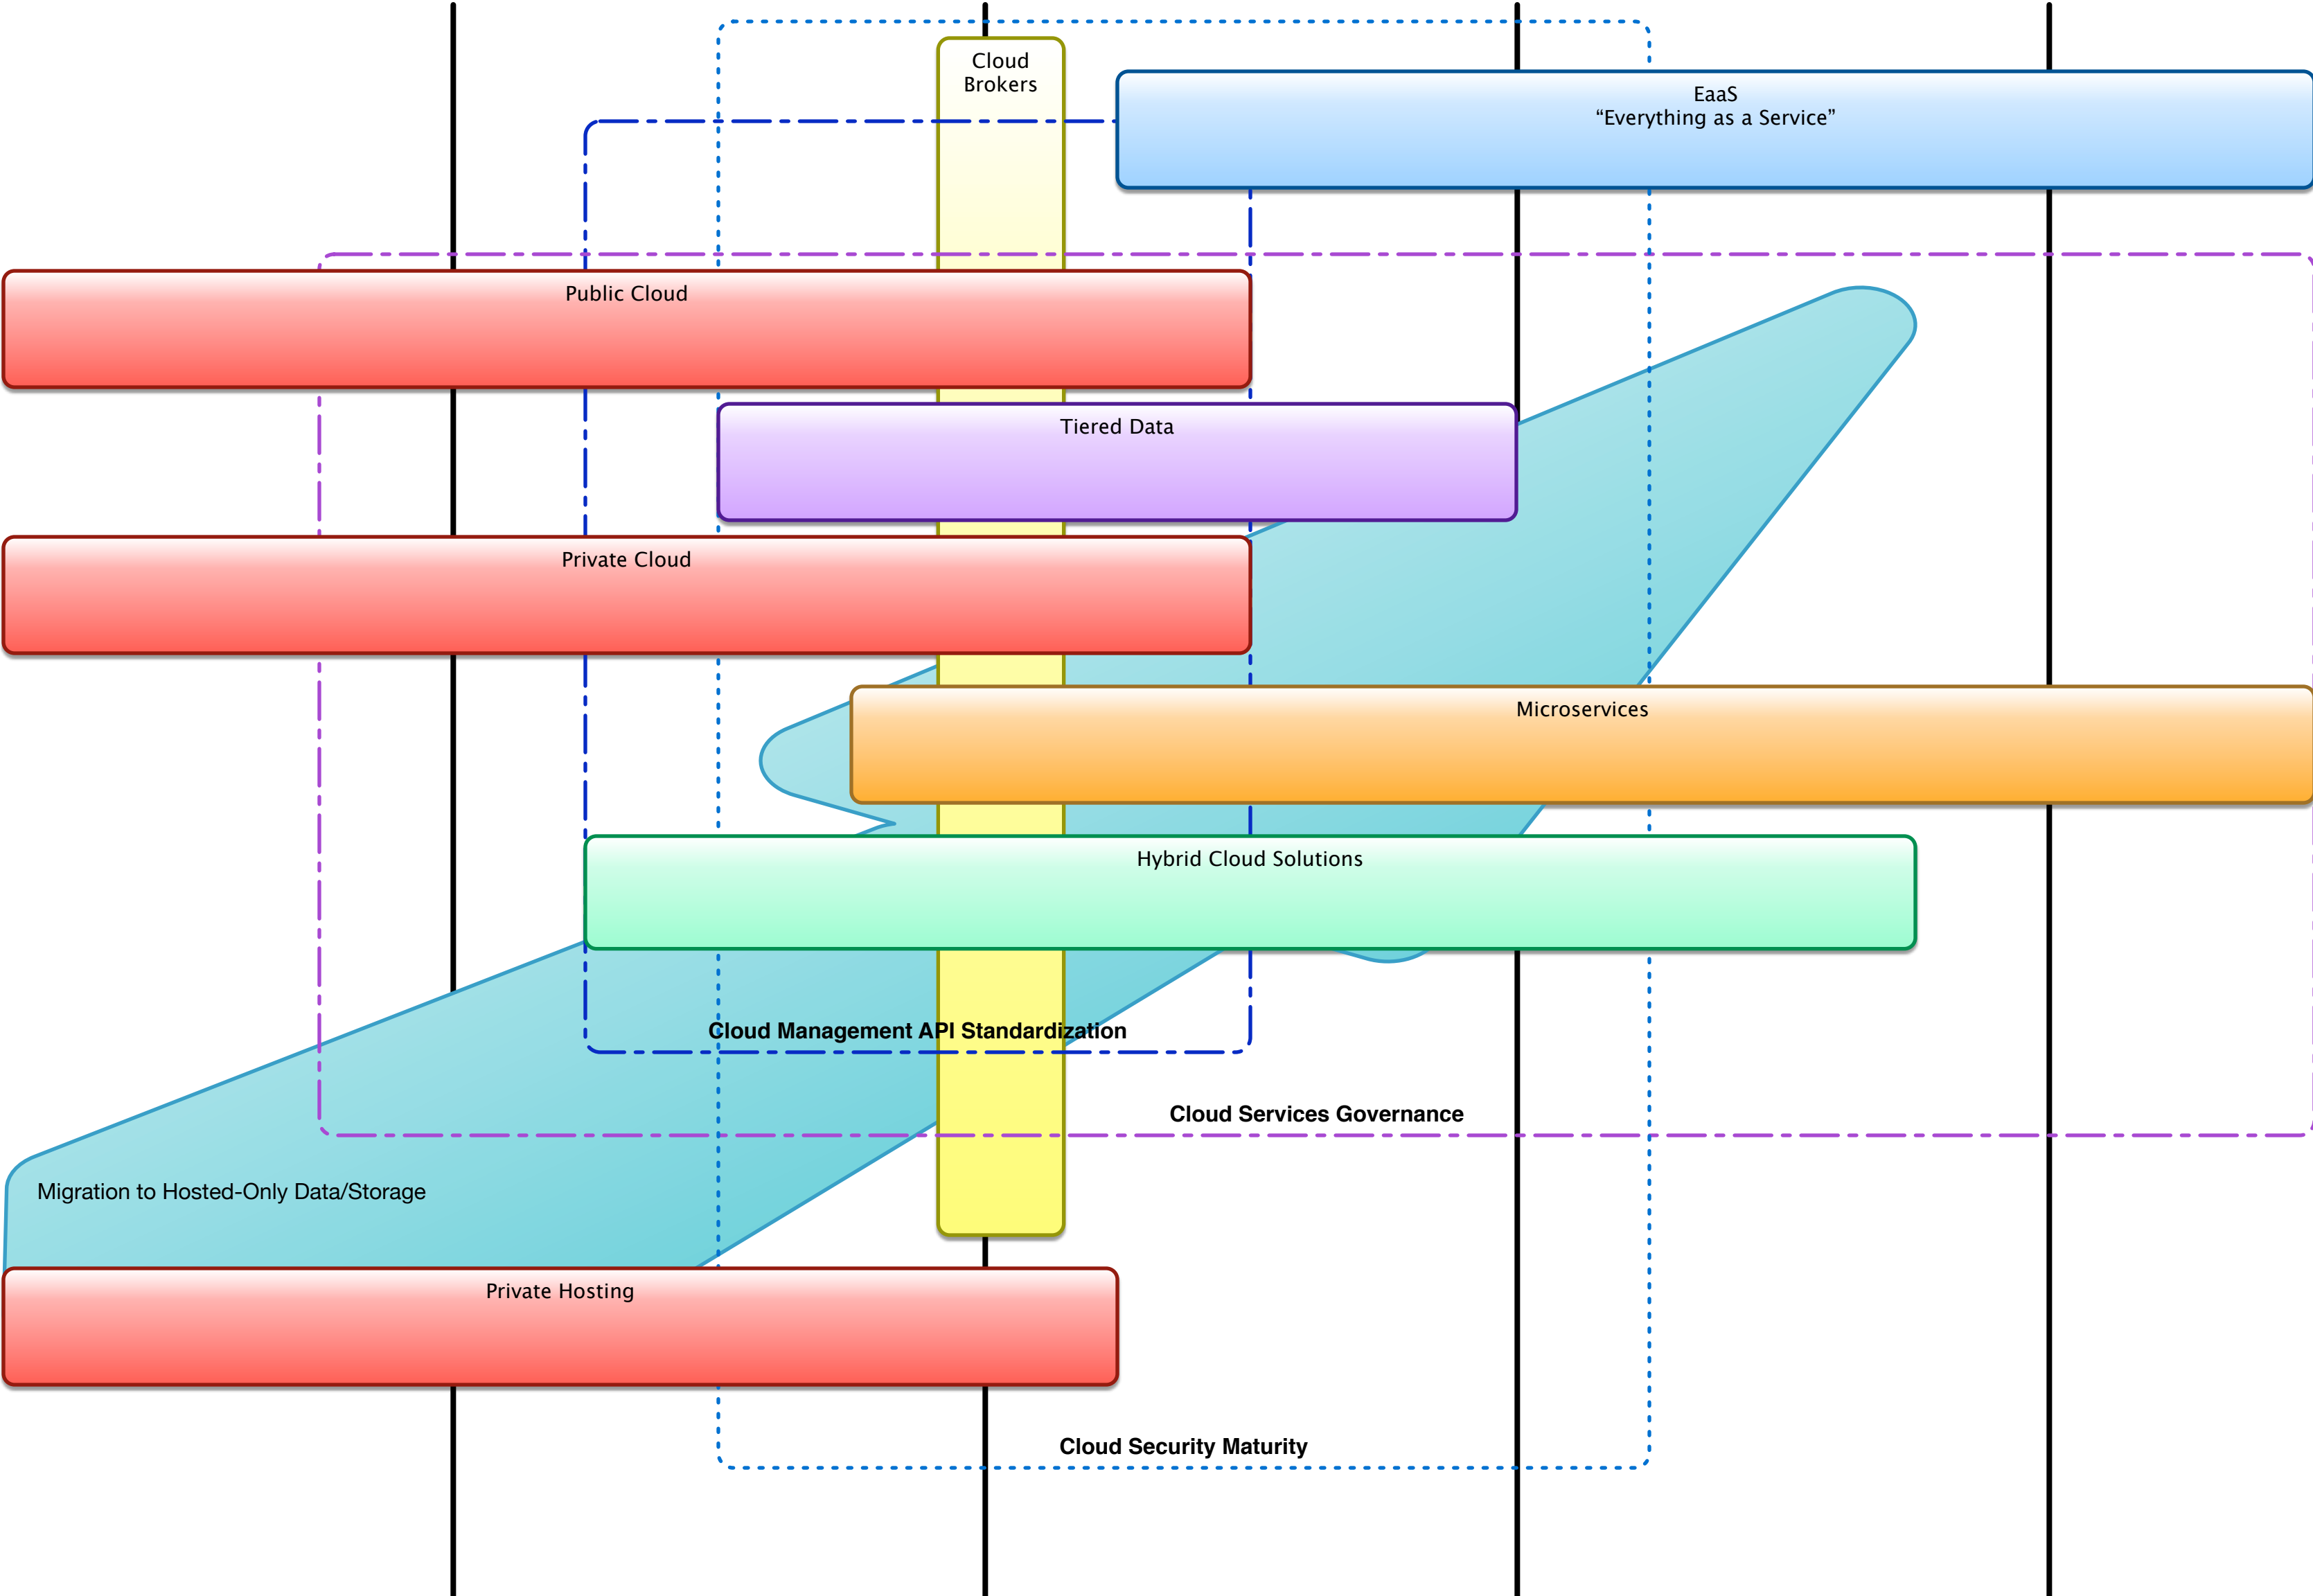 Cloud
Brokers
EaaS
“Everything as a Service”
Public Cloud
Tiered Data
Private Cloud
Microservices
Hybrid Cloud Solutions
Cloud Management API Standardization
Cloud Services Governance
Migration to Hosted-Only Data/Storage
Private Hosting
Cloud Security Maturity